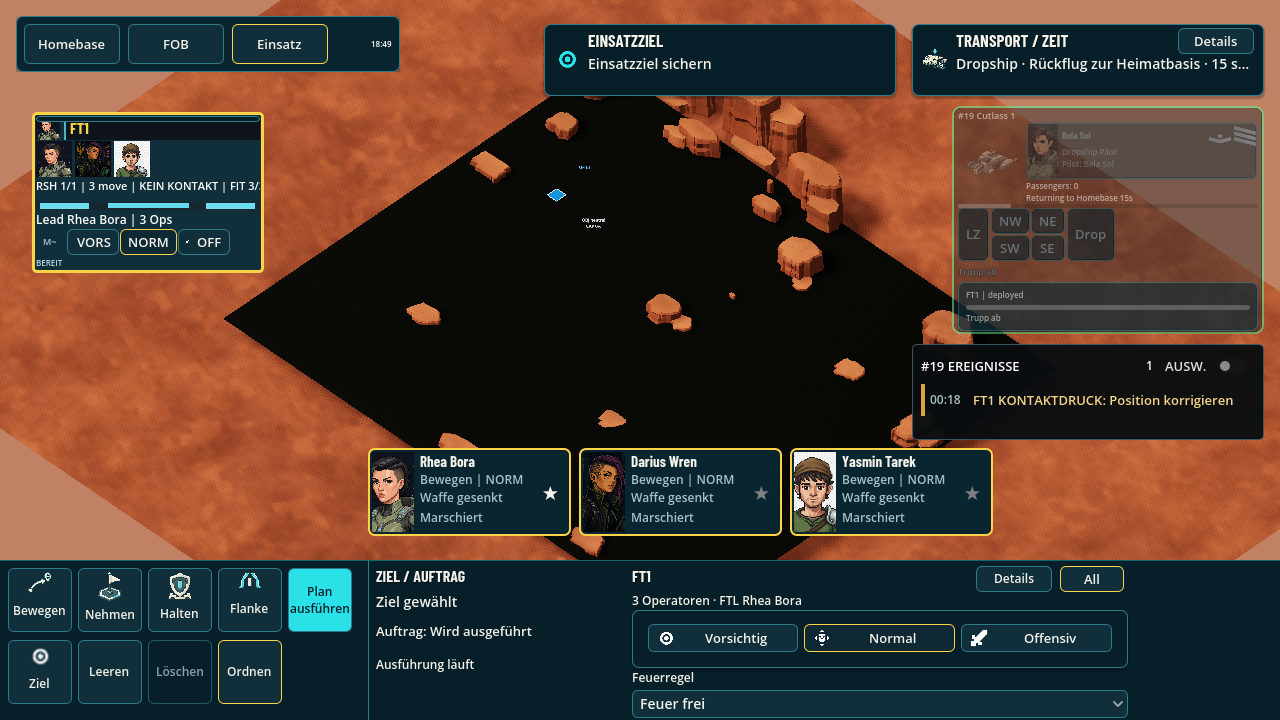 Homebase
FOB
Einsatz
18:49
EINSATZZIEL
Einsatzziel sichern
TRANSPORT / ZEIT
Details
Dropship · Rückflug zur Heimatbasis · 15 s...
FT1
RSH 1/1 | 3 move | KEIN KONTAKT | FIT 3/
Lead Rhea Bora | 3 Ops
M~
VORS
NORM
OFF
BEREIT
#19 Cutlass 1
Bela Sol
Dropship Pilot
Pilot: Bela Sol
Passengers: 0
Returning to Homebase 15s
LZ
NW
NE
SW
SE
Drop
Trupp ab
FT1 | deployed
Trupp ab
#19 EREIGNISSE
1
AUSW.
00:18
FT1 KONTAKTDRUCK: Position korrigieren
Rhea Bora
Bewegen | NORM
Waffe gesenkt
Marschiert
Darius Wren
Bewegen | NORM
Waffe gesenkt
Marschiert
Yasmin Tarek
Bewegen | NORM
Waffe gesenkt
Marschiert
Bewegen
Nehmen
Halten
Flanke
Plan ausführen
Ziel
Leeren
Löschen
Ordnen
ZIEL / AUFTRAG
Ziel gewählt
Auftrag: Wird ausgeführt
Ausführung läuft
FT1
Details
All
3 Operatoren · FTL Rhea Bora
Vorsichtig
Normal
Offensiv
Feuerregel
Feuer frei